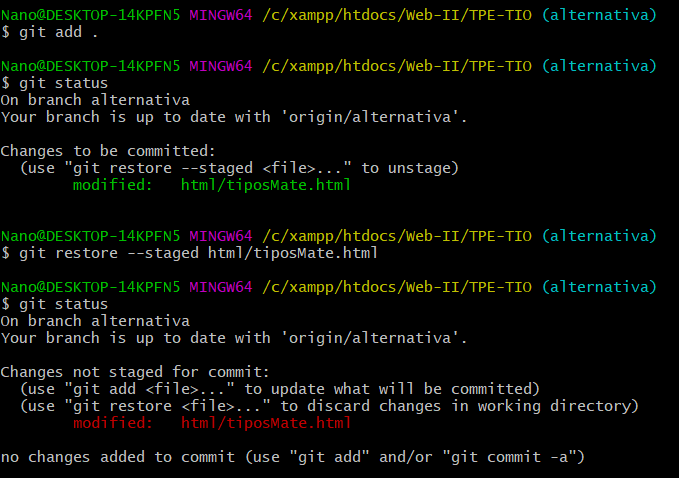 Nano@DESKTOP-14KPFN5 MINGW64 /c/xampp/htdocs/Web-II/TPE-TIO (alternativa)
$ git add .
Nano@DESKTOP-14KPFN5 MINGW64 /c/xampp/htdocs/Web-II/TPE-TIO (alternativa)
$ git status
On branch alternativa
Your branch is up to date with 'origin/alternativa'.
Changes to be committed:
  (use "git restore --staged <file>..." to unstage)
        modified:   html/tiposMate.html
Nano@DESKTOP-14KPFN5 MINGW64 /c/xampp/htdocs/Web-II/TPE-TIO (alternativa)
$ git restore --staged html/tiposMate.html
Nano@DESKTOP-14KPFN5 MINGW64 /c/xampp/htdocs/Web-II/TPE-TIO (alternativa)
$ git status
On branch alternativa
Your branch is up to date with 'origin/alternativa'.
Changes not staged for commit:
  (use "git add <file>..." to update what will be committed)
  (use "git restore <file>..." to discard changes in working directory)
        modified:   html/tiposMate.html
no changes added to commit (use "git add" and/or "git commit -a")